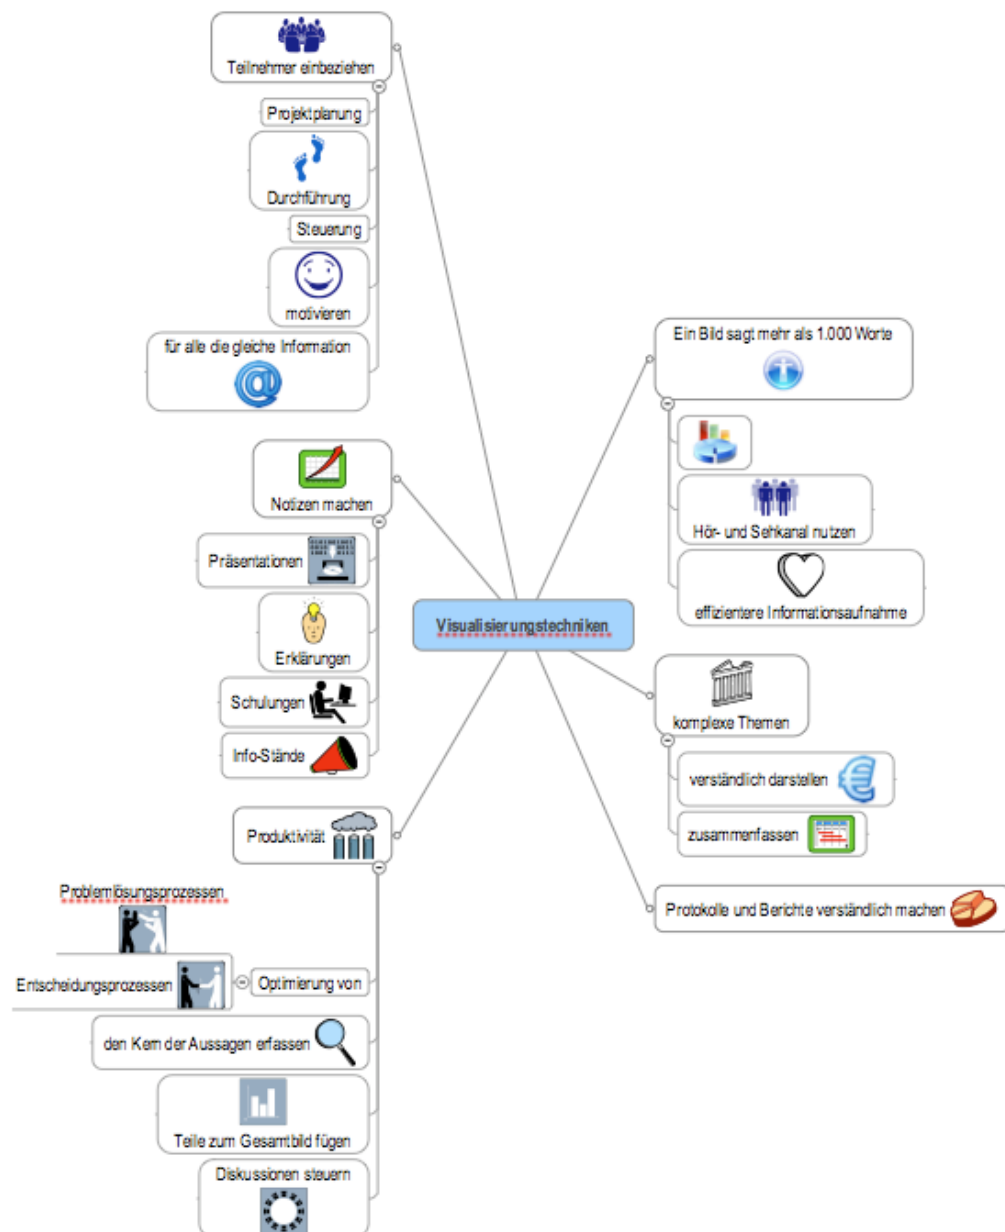 Teilnehmer einbeziehen
Projektplanung
Durchführung
Steuerung
motivieren
für alle die gleiche Information
Notizen machen
Präsentationen
Erklärungen
Schulungen
Info-Stände
Produktivität
Problemlösungsprozessen
Entscheidungsprozessen
Optimierung von
den Kern der Aussagen erfassen
Teile zum Gesamtbild fügen
Diskussionen steuern
Visualisierungstechniken
Ein Bild sagt mehr als 1.000 Worte
Hör- und Sehkanal nutzen
effizientere Informationsaufnahme
komplexe Themen
verständlich darstellen
zusammenfassen
Protokolle und Berichte verständlich machen